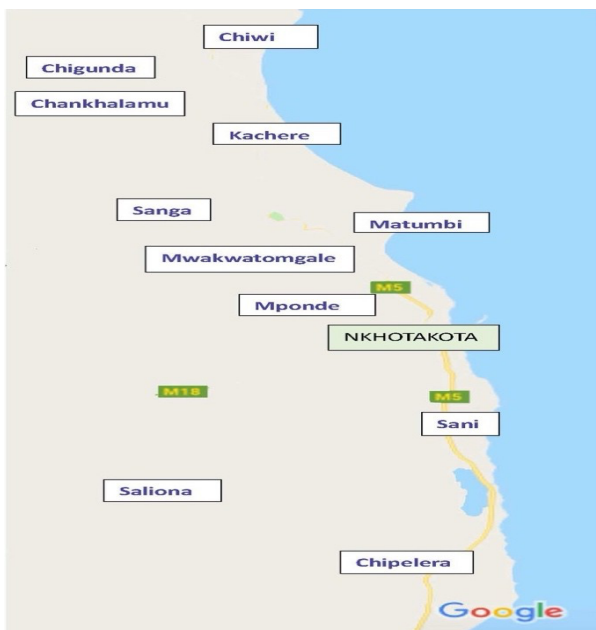 Chiwi
Chigunda
Chankhalamu
Kachere
Sanga
Matumbi
Mwakwatomgale
M5
Mponde
NKHOTAKOTA
M18
M5
Sani
Saliona
Chipelera
Google